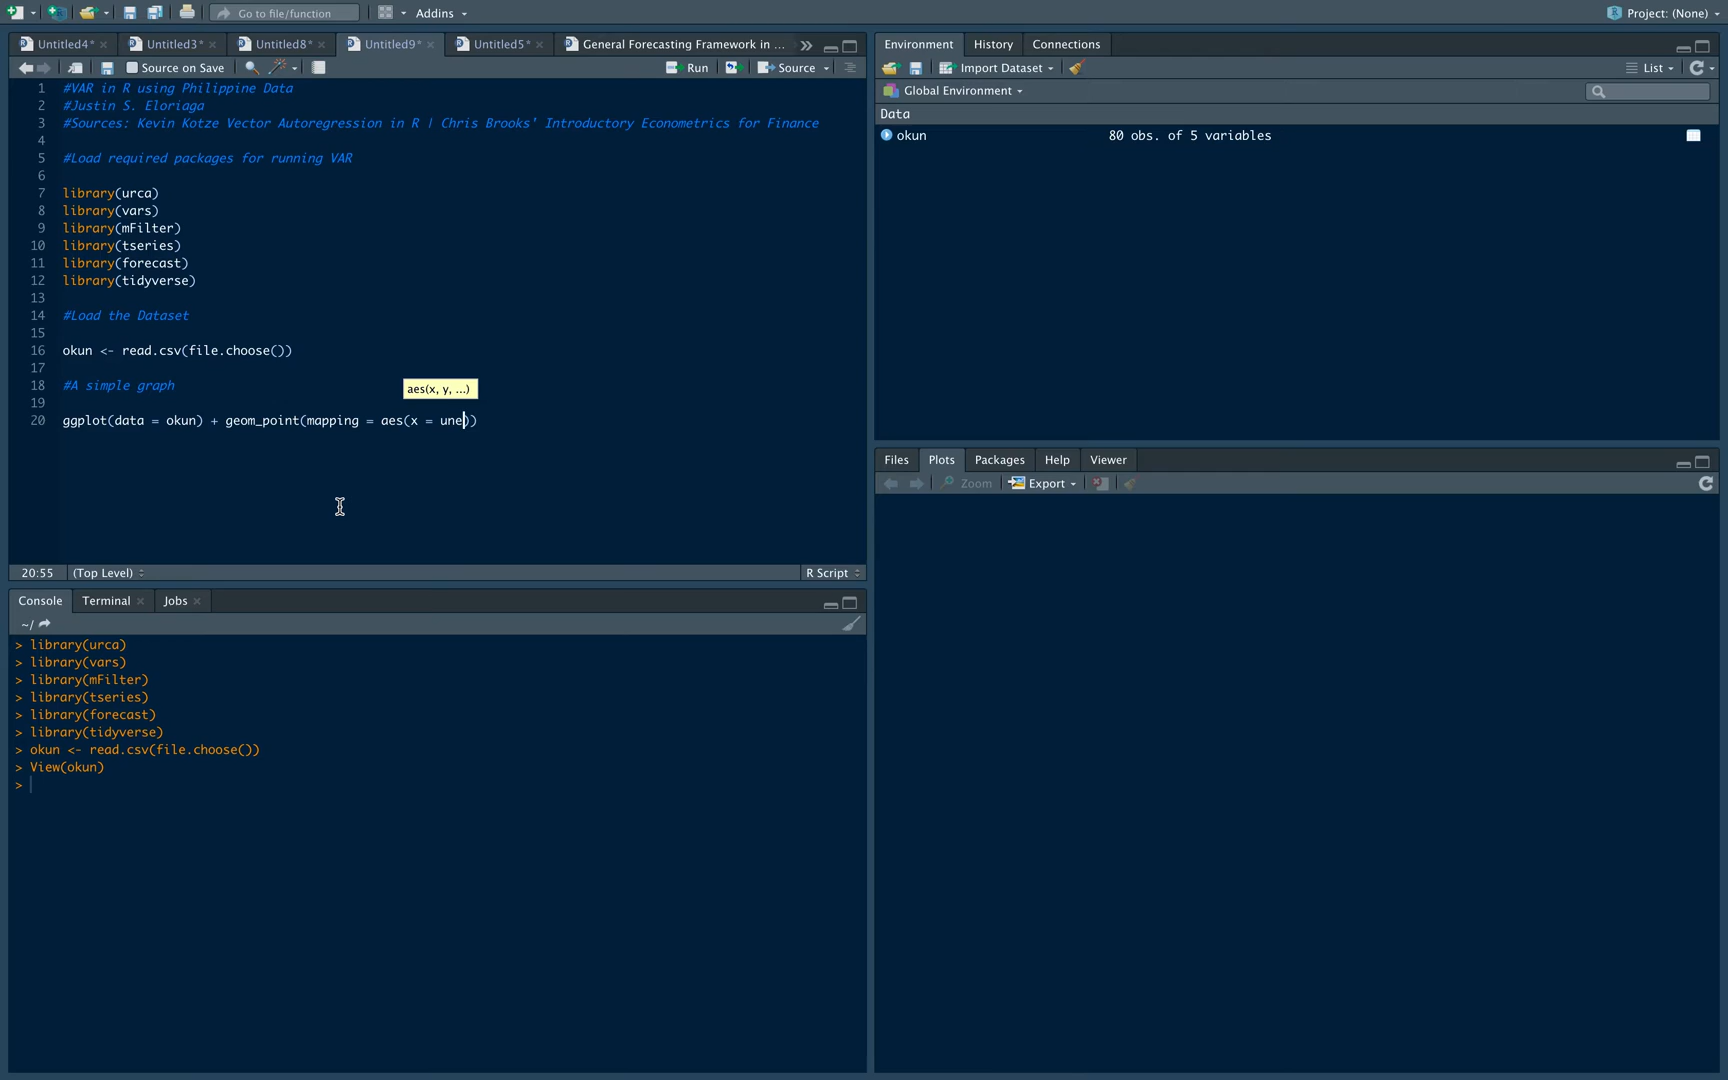 Go to file/function
Addins
Project: (None)
Untitled4*
Untitled3*
Untitled8*
Untitled9*
Untitled5*
General Forecasting Framework in ...
Source on Save
Run
Source
1 #VAR in R using Philippine Data
2 #Justin S. Eloriaga
3 #Sources: Kevin Kotze Vector Autoregression in R | Chris Brooks' Introductory Econometrics for Finance
4
5 #Load required packages for running VAR
6
7 library(urca)
8 library(vars)
9 library(mFilter)
10 library(tseries)
11 library(forecast)
12 library(tidyverse)
13
14 #Load the Dataset
15
16 okun <- read.csv(file.choose())
17
18 #A simple graph
aes(x, y, ...)
19
20 ggplot(data = okun) + geom_point(mapping = aes(x = une))
20:55
(Top Level)
R Script
Console
Terminal
Jobs
~/
> library(urca)
> library(vars)
> library(mFilter)
> library(tseries)
> library(forecast)
> library(tidyverse)
> okun <- read.csv(file.choose())
> View(okun)
>
Environment
History
Connections
Import Dataset
List
Global Environment
Data
okun 80 obs. of 5 variables
Files
Plots
Packages
Help
Viewer
Zoom
Export